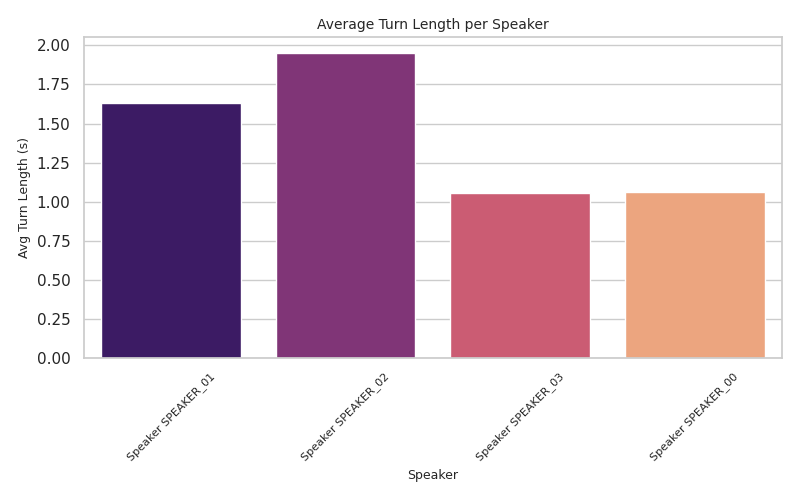 Average Turn Length per Speaker
Avg Turn Length (s)
2.00
1.75
1.50
1.25
1.00
0.75
0.50
0.25
0.00
Speaker SPEAKER_01
Speaker SPEAKER_02
Speaker SPEAKER_03
Speaker SPEAKER_00
Speaker